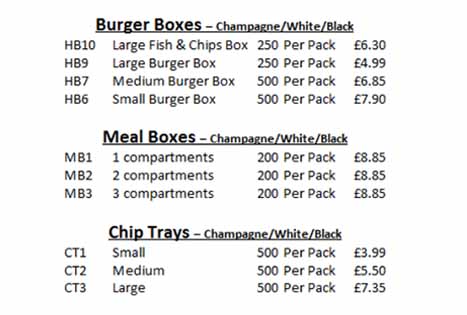 Burger Boxes – Champagne/White/Black
HB10 Large Fish & Chips Box 250 Per Pack £6.30
HB9 Large Burger Box 250 Per Pack £4.99
HB7 Medium Burger Box 500 Per Pack £6.85
HB6 Small Burger Box 500 Per Pack £7.90
Meal Boxes – Champagne/White/Black
MB1 1 compartments 200 Per Pack £8.85
MB2 2 compartments 200 Per Pack £8.85
MB3 3 compartments 200 Per Pack £8.85
Chip Trays – Champagne/White/Black
CT1 Small 500 Per Pack £3.99
CT2 Medium 500 Per Pack £5.50
CT3 Large 500 Per Pack £7.35